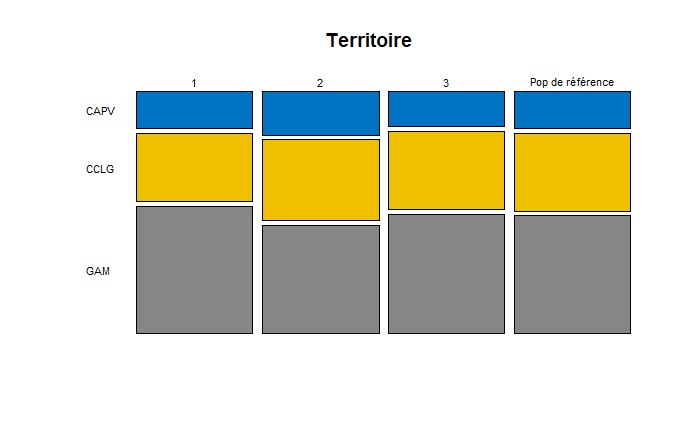 Territoire
1 2 3 Pop de référence
CAPV
CCLG
GAM